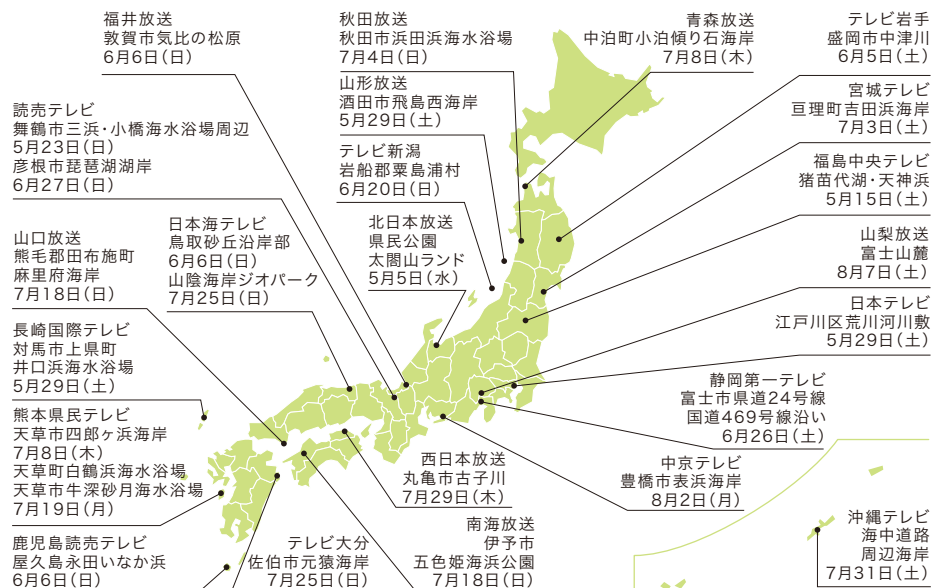 福井放送
敦賀市気比の松原
6月6日(日)
秋田放送
秋田市浜田浜海水浴場
7月4日(日)
青森放送
中泊町小泊傾り石海岸
7月8日(木)
テレビ岩手
盛岡市中津川
6月5日(土)
山形放送
酒田市飛島西海岸
5月29日(土)
宮城テレビ
亘理町吉田浜海岸
7月3日(土)
読売テレビ
舞鶴市三浜・小橋海水浴場周辺
5月23日(日)
彦根市琵琶湖湖岸
6月27日(日)
テレビ新潟
岩船郡粟島浦村
6月20日(日)
福島中央テレビ
猪苗代湖・天神浜
5月15日(土)
山口放送
熊毛郡田布施町
麻里府海岸
7月18日(日)
日本海テレビ
鳥取砂丘沿岸部
6月6日(日)
山陰海岸ジオパーク
7月25日(日)
北日本放送
県民公園
太閤山ランド
5月5日(水)
山梨放送
富士山麓
8月7日(土)
日本テレビ
江戸川区荒川河川敷
5月29日(土)
長崎国際テレビ
対馬市上県町
井口浜海水浴場
5月29日(土)
静岡第一テレビ
富士市県道24号線
国道469号線沿い
6月26日(土)
熊本県民テレビ
天草市四郎ヶ浜海岸
7月8日(木)
天草町白鶴浜海水浴場
天草市牛深砂月海水浴場
7月19日(月)
西日本放送
丸亀市古子川
7月29日(木)
中京テレビ
豊橋市表浜海岸
8月2日(月)
鹿児島読売テレビ
屋久島永田いなか浜
6月6日(日)
テレビ大分
佐伯市元猿海岸
7月25日(日)
南海放送
伊予市
五色姫海浜公園
7月18日(日)
沖縄テレビ
海中道路
周辺海岸
7月31日(土)